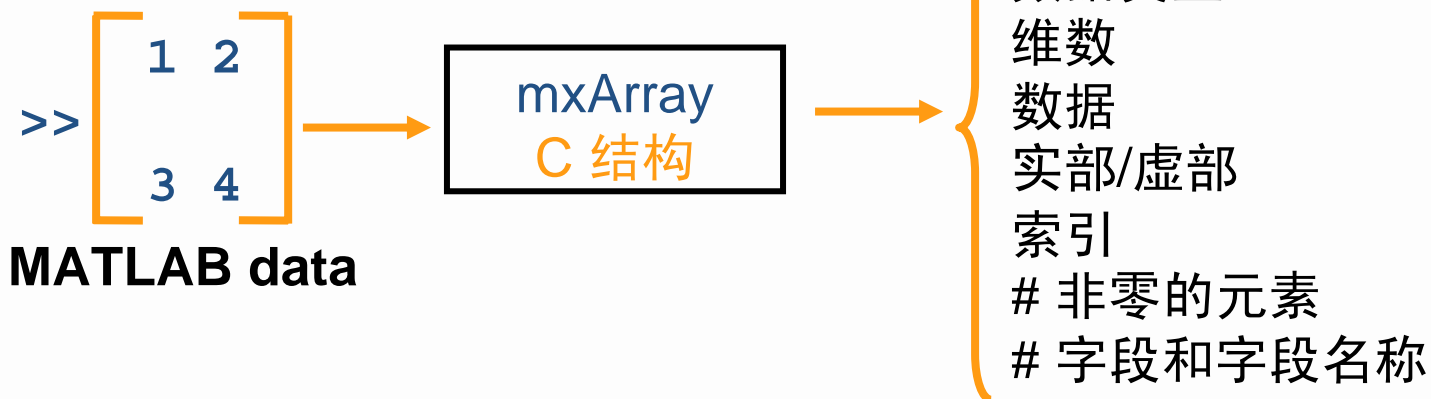 >>
1 2
3 4
MATLAB data
mxArray
C 结构
维数
数据
实部/虚部
索引
# 非零的元素
# 字段和字段名称